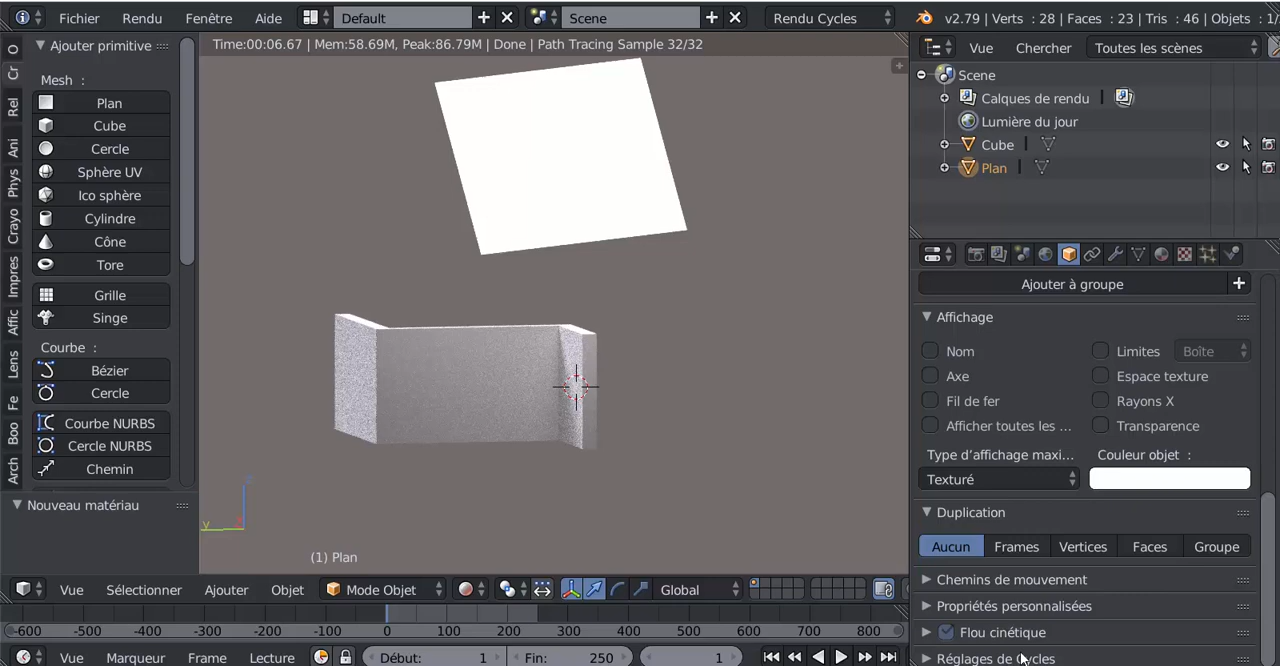 Fichier Rendu Fenêtre Aide Default Scene Rendu Cycles v2.79 | Verts : 28 | Faces : 23 | Tris : 46 | Objets : 1/
Time:00:06.67 | Mem:58.69M, Peak:86.79M | Done | Path Tracing Sample 32/32
Vue Chercher Toutes les scènes
Ajouter primitive
Mesh :
Plan
Cube
Cercle
Sphère UV
Ico sphère
Cylindre
Cône
Tore
Grille
Singe
Courbe :
Bézier
Cercle
Courbe NURBS
Cercle NURBS
Chemin
Nouveau matériau
O
Cr
Rel
Ani
Phys
Crayo
Impres
Affic
Lens
Fe
Boo
Arch
z
y
(1) Plan
Scene
Calques de rendu
Lumière du jour
Cube
Plan
Ajouter à groupe
Affichage
Nom Limites Boîte
Axe Espace texture
Fil de fer Rayons X
Afficher toutes les ... Transparence
Type d'affichage maxi... Couleur objet :
Texturé
Duplication
Aucun Frames Vertices Faces Groupe
Chemins de mouvement
Propriétés personnalisées
Flou cinétique
Réglages de Cycles
Vue Sélectionner Ajouter Objet Mode Objet Global
-600 -500 -400 -300 -200 -100 0 100 200 300 400 500 600 700 800
Vue Marqueur Frame Lecture Début: 1 Fin: 250 1